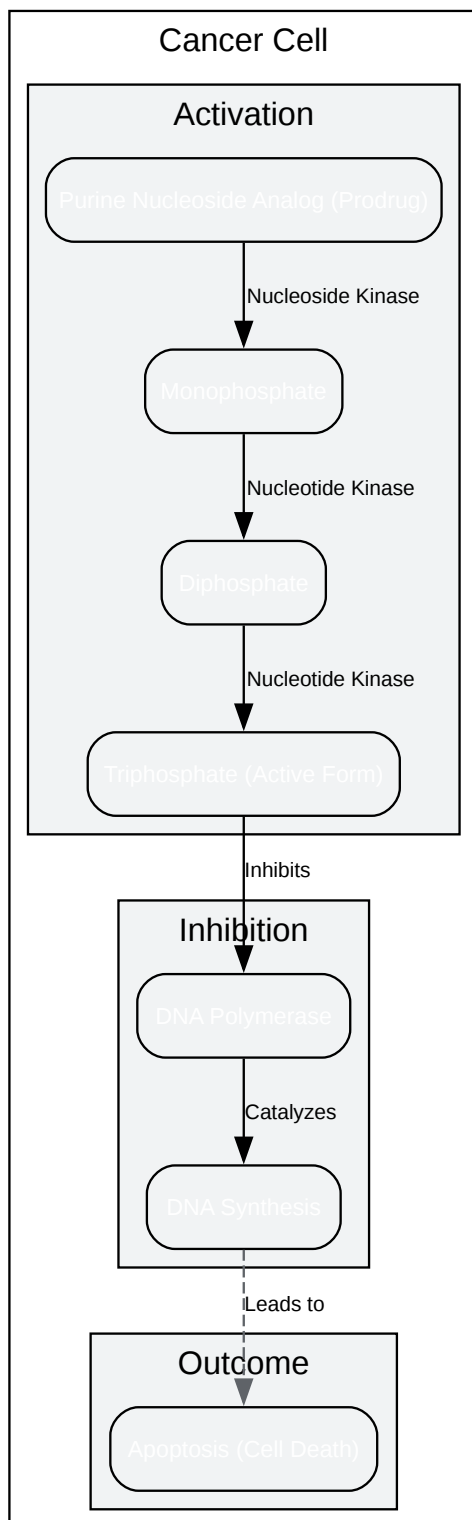 Cancer Cell
Activation
Purine Nucleoside Analog (Prodrug)
Nucleoside Kinase
Monophosphate
Nucleotide Kinase
Diphosphate
Nucleotide Kinase
Triphosphate (Active Form)
Inhibits
Inhibition
DNA Polymerase
Catalyzes
DNA Synthesis
Leads to
Outcome
Apoptosis (Cell Death)